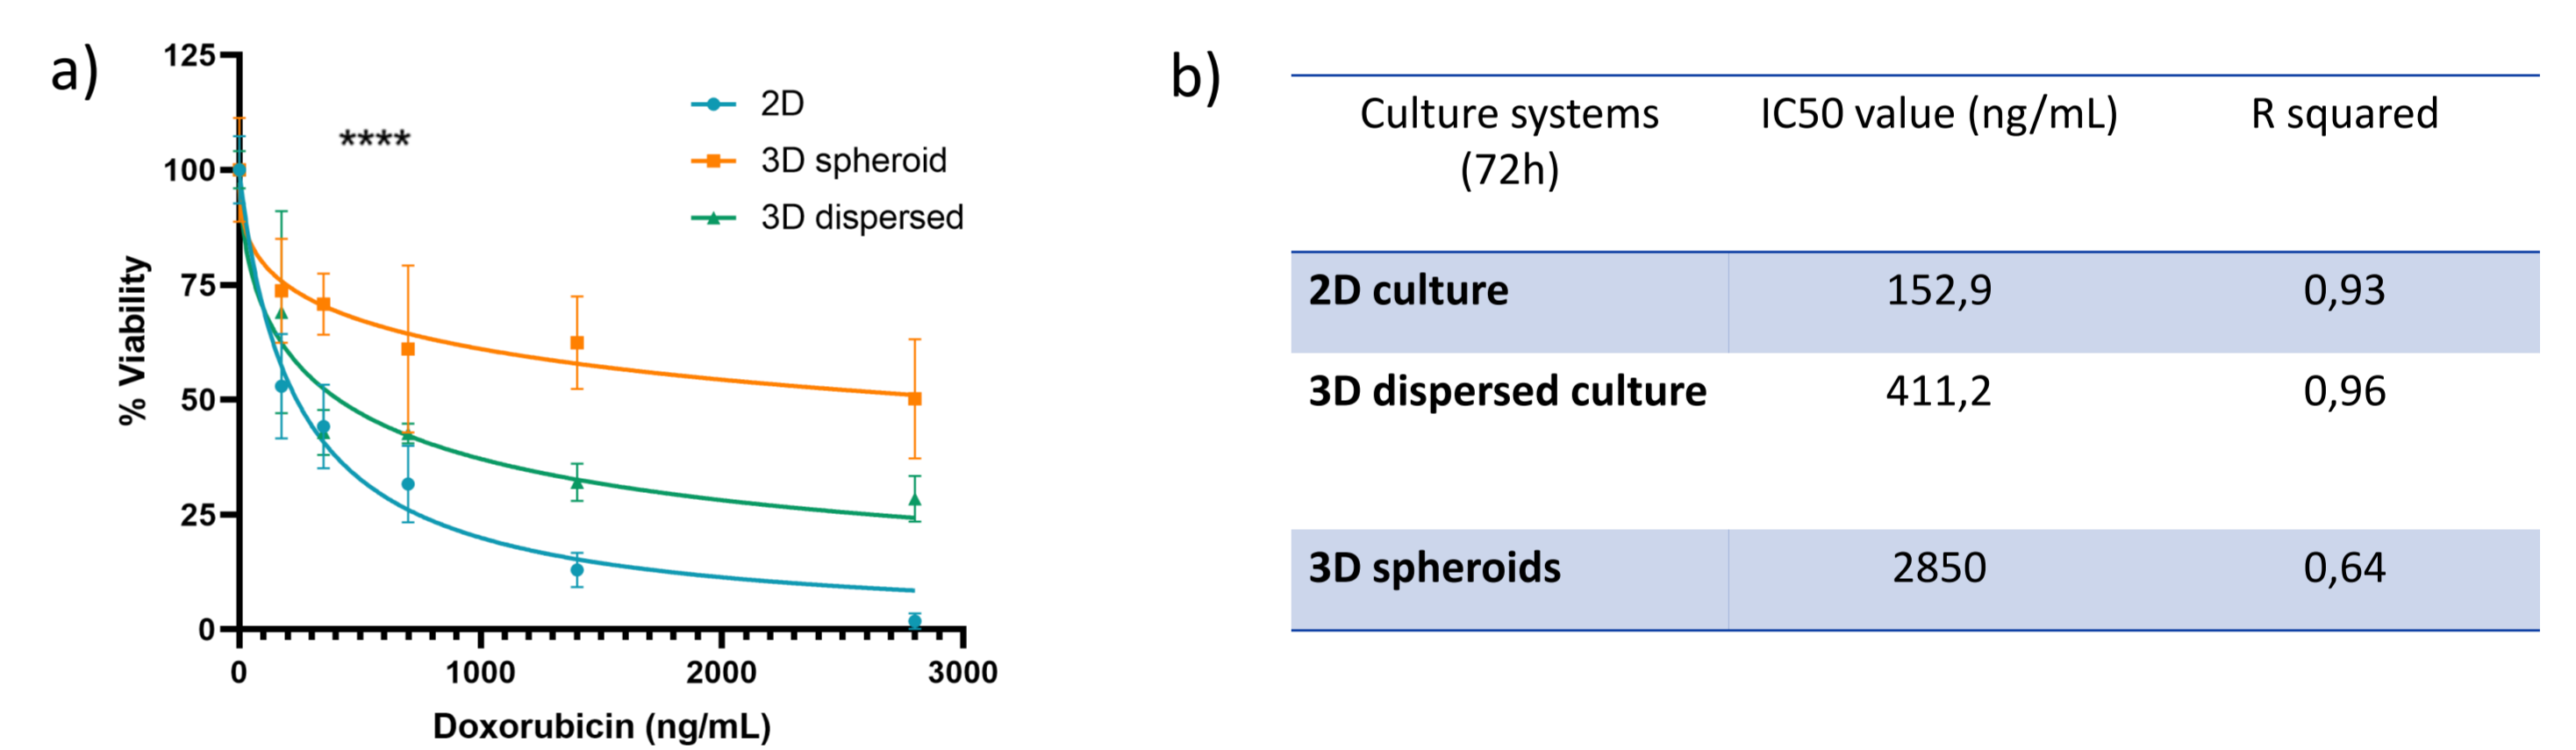 a)
125
100
75
50
25
0
% Viability
****
2D
3D spheroid
3D dispersed
0 1000 2000 3000
Doxorubicin (ng/mL)
b)
Culture systems IC50 value (ng/mL) R squared
(72h)
2D culture 152,9 0,93
3D dispersed culture 411,2 0,96
3D spheroids 2850 0,64